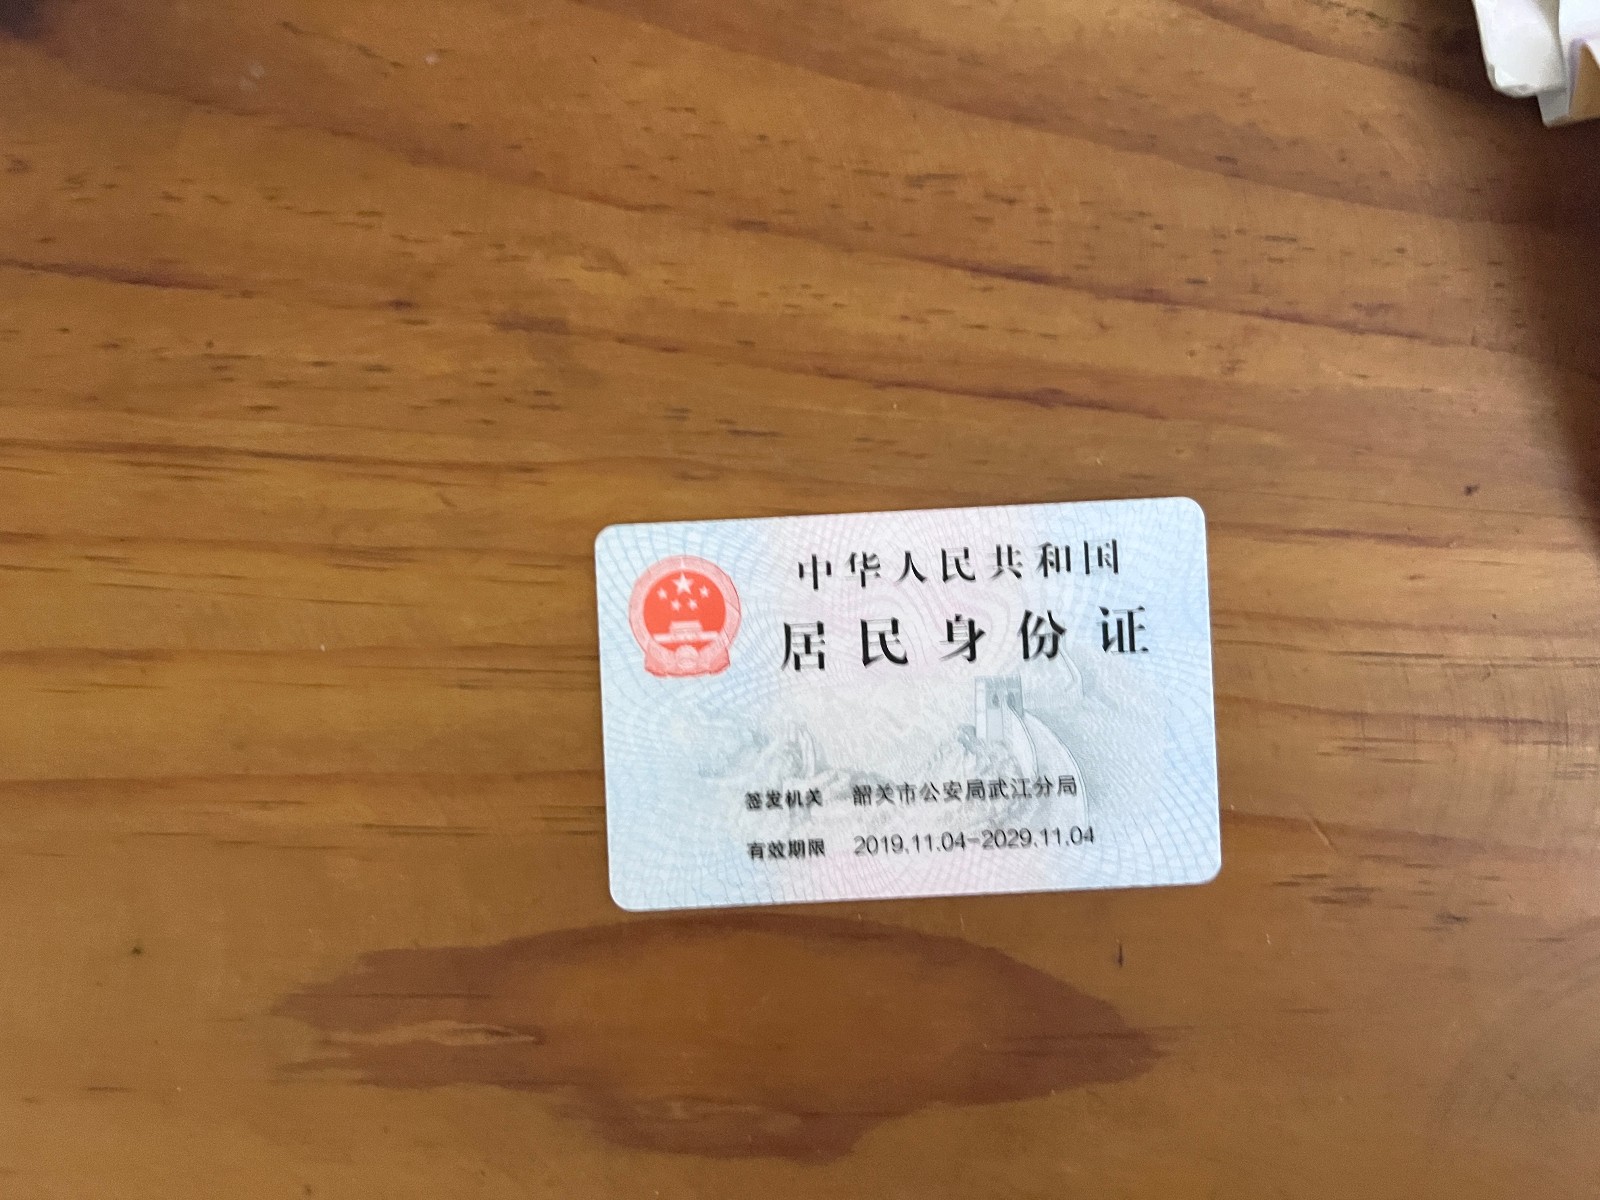 中华人民共和国
居民身份证
签发机关 韶关市公安局武江分局
有效期限 2019.11.04-2029.11.04